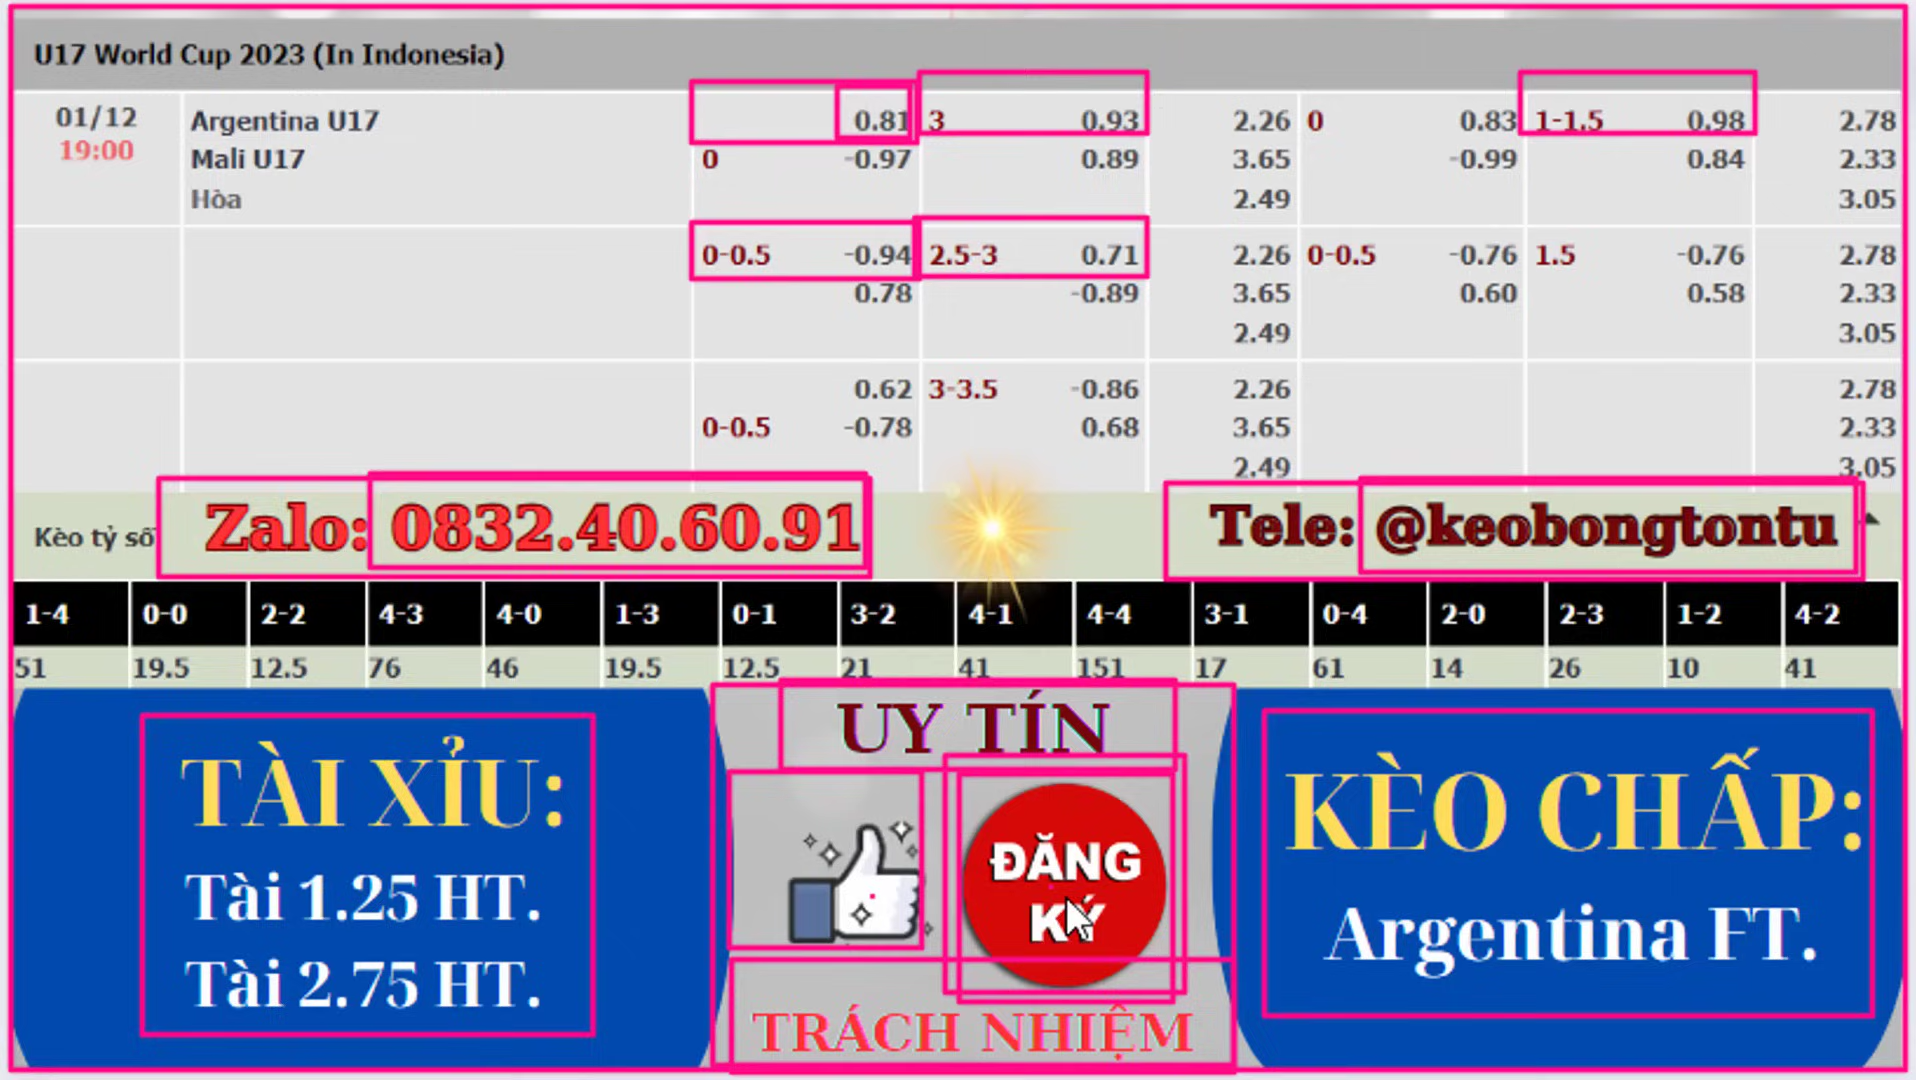 U17 World Cup 2023 (In Indonesia)
01/12 Argentina U17 0.81 3 0.93 2.26 0 0.83 1-1.5 0.98 2.78
19:00 Mali U17 0 -0.97 0.89 3.65 -0.99 0.84 2.33
Hòa 2.49 3.05
0-0.5 -0.94 2.5-3 0.71 2.26 0-0.5 -0.76 1.5 -0.76 2.78
0.78 -0.89 3.65 0.60 0.58 2.33
2.49 3.05
0.62 3-3.5 -0.86 2.26 2.78
0-0.5 -0.78 0.68 3.65 2.33
2.49 3.05
Kèo tỷ số Zalo: 0832.40.60.91 Tele: @keobongtontu
1-4 0-0 2-2 4-3 4-0 1-3 0-1 3-2 4-1 4-4 3-1 0-4 2-0 2-3 1-2 4-2
51 19.5 12.5 76 46 19.5 12.5 21 41 151 17 61 14 26 10 41
TÀI XỈU:
Tài 1.25 HT.
Tài 2.75 HT.
UY TÍN
ĐĂNG
KÝ
TRÁCH NHIỆM
KÈO CHẤP:
Argentina FT.